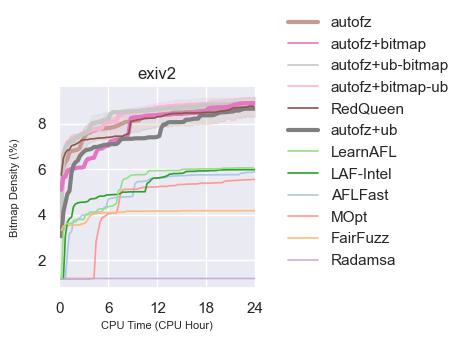 exiv2
Bitmap Density (\%)
8
6
4
2
0 6 12 18 24
CPU Time (CPU Hour)
autofz
autofz+bitmap
autofz+ub-bitmap
autofz+bitmap-ub
RedQueen
autofz+ub
LearnAFL
LAF-Intel
AFLFast
MOpt
FairFuzz
Radamsa